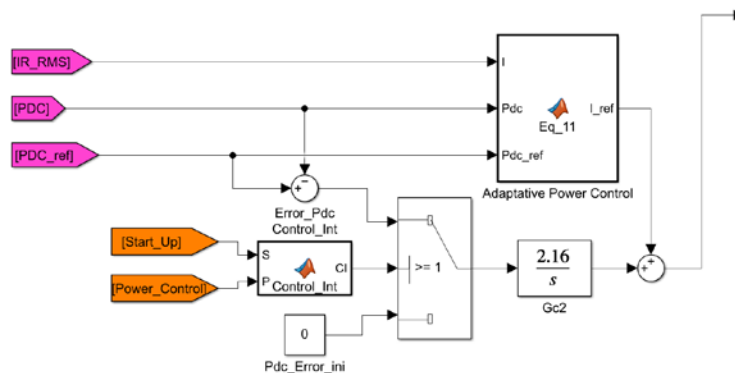 [IR_RMS]
I
[PDC]
Pdc
I_ref
Eq_11
[PDC_ref]
Pdc_ref
Adaptative Power Control
Error_Pdc
Control_Int
[Start_Up]
S
CI
>= 1
2.16
s
[Power_Control]
P
Control_Int
Gc2
0
Pdc_Error_ini